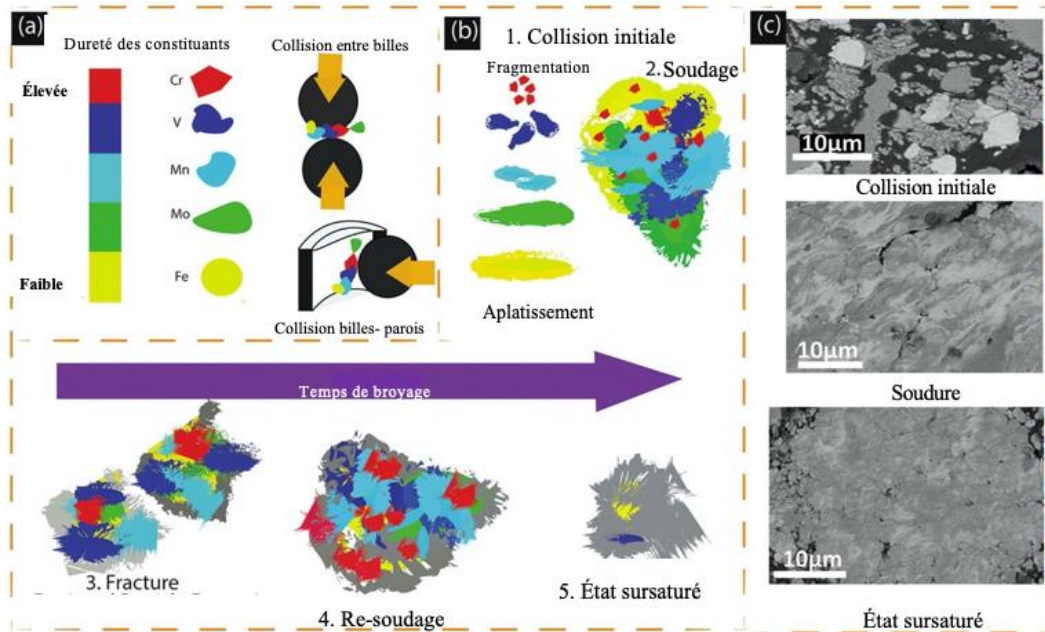 (a)
Dureté des constituants
Élevée
Faible
Cr
V
Mn
Mo
Fe
Collision entre billes
Collision billes- parois
(b)
1. Collision initiale
Fragmentation
2.Soudage
Aplatissement
Temps de broyage
3. Fracture
4. Re-soudage
5. État sursaturé
(c)
10µm
Collision initiale
10µm
Soudure
10µm
État sursaturé